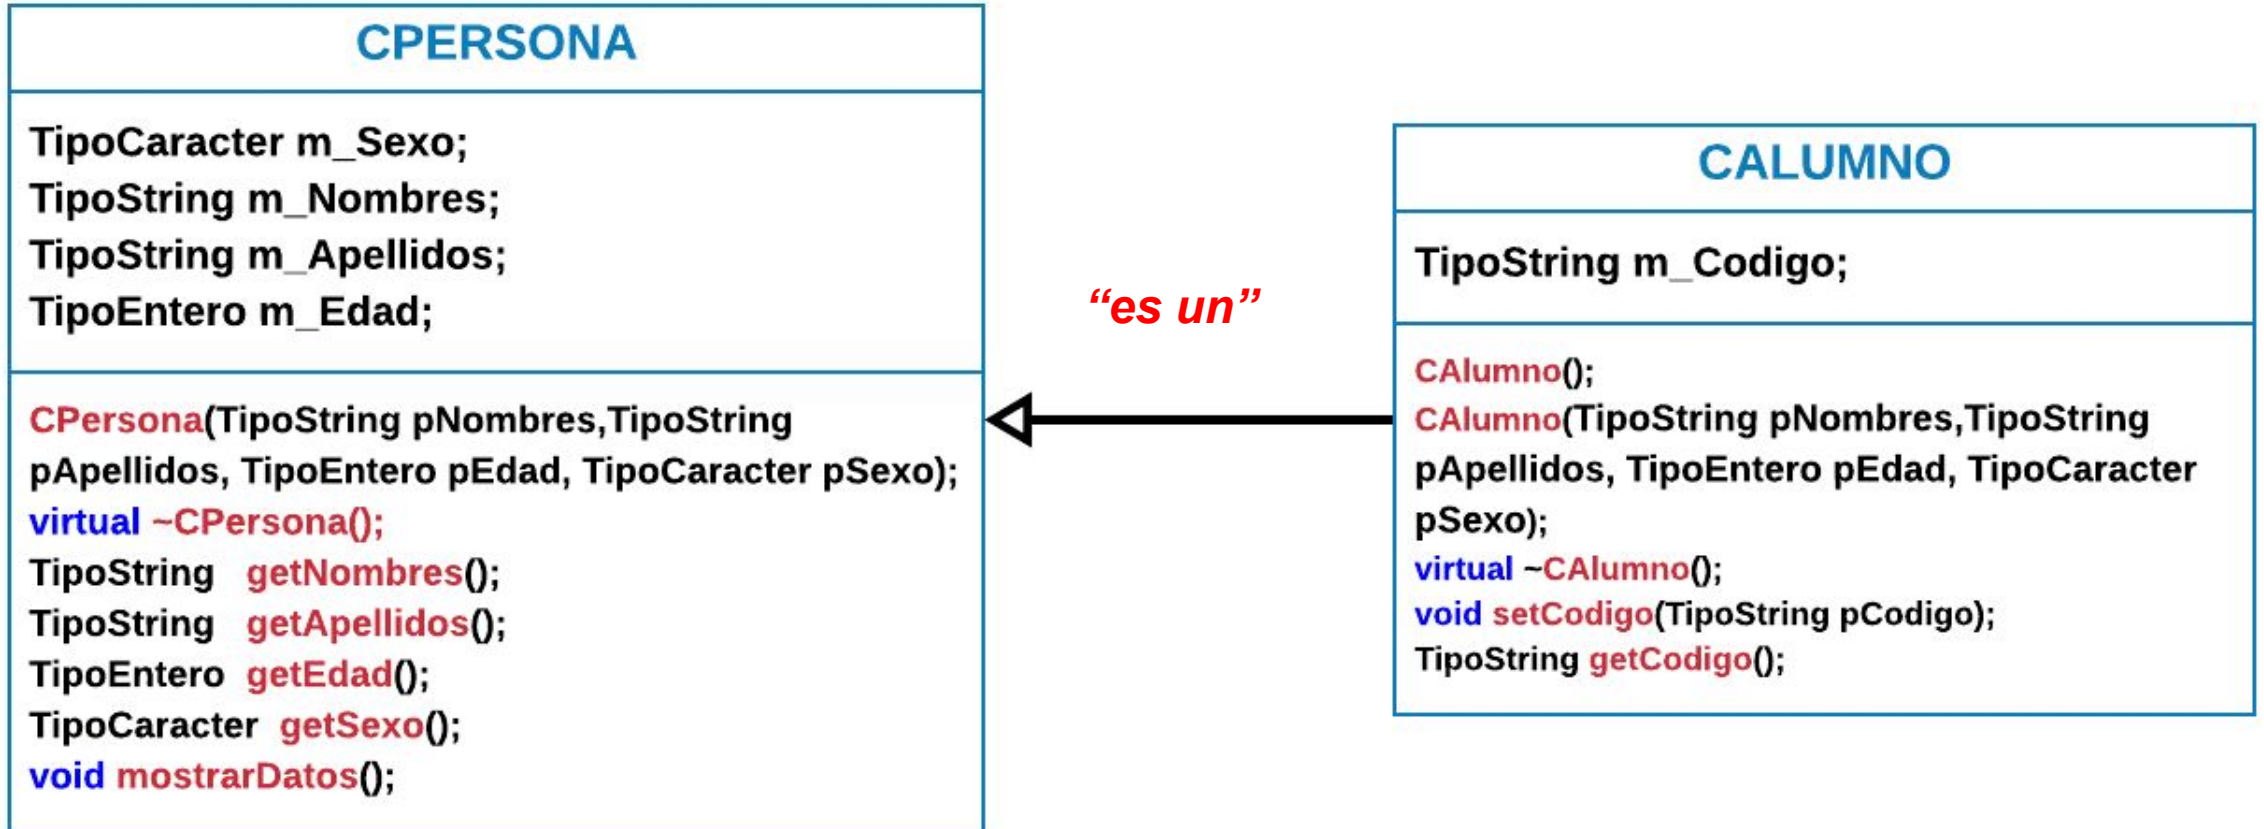 CPERSONA
TipoCaracter m_Sexo;
TipoString m_Nombres;
TipoString m_Apellidos;
TipoEntero m_Edad;
CPersona(TipoString pNombres,TipoString
pApellidos, TipoEntero pEdad, TipoCaracter pSexo);
virtual ~CPersona();
TipoString getNombres();
TipoString getApellidos();
TipoEntero getEdad();
TipoCaracter getSexo();
void mostrarDatos();
“es un”
CALUMNO
TipoString m_Codigo;
CAlumno();
CAlumno(TipoString pNombres,TipoString
pApellidos, TipoEntero pEdad, TipoCaracter
pSexo);
virtual ~CAlumno();
void setCodigo(TipoString pCodigo);
TipoString getCodigo();